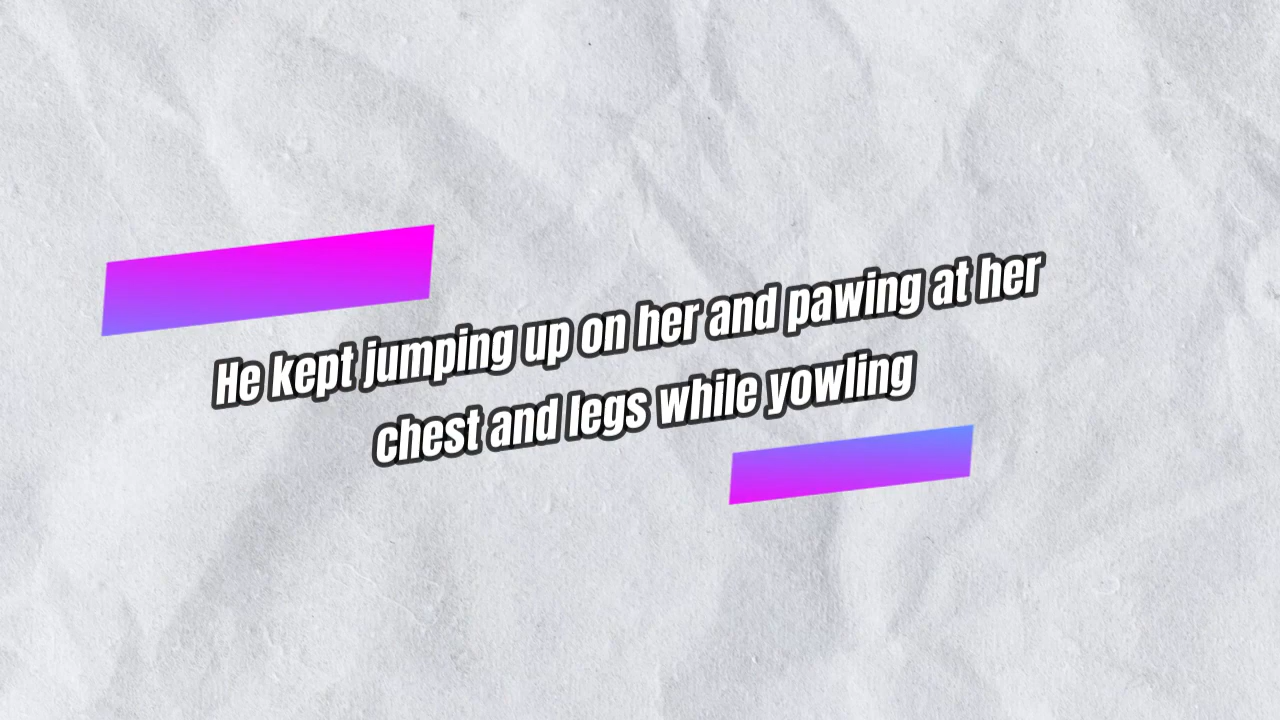 He kept jumping up on her and pawing at her
chest and legs while yowling